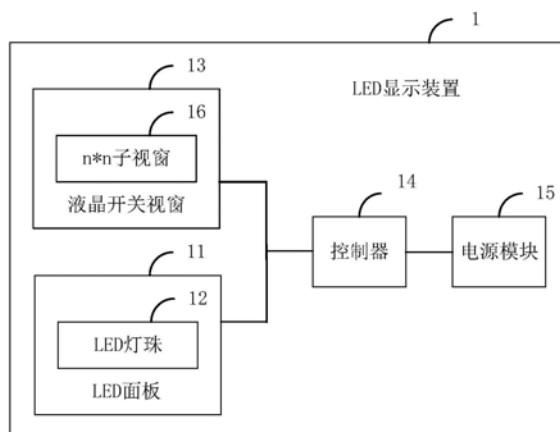 1
LED显示装置
13
16
n*n子视窗
液晶开关视窗
14
控制器
15
电源模块
11
12
LED灯珠
LED面板